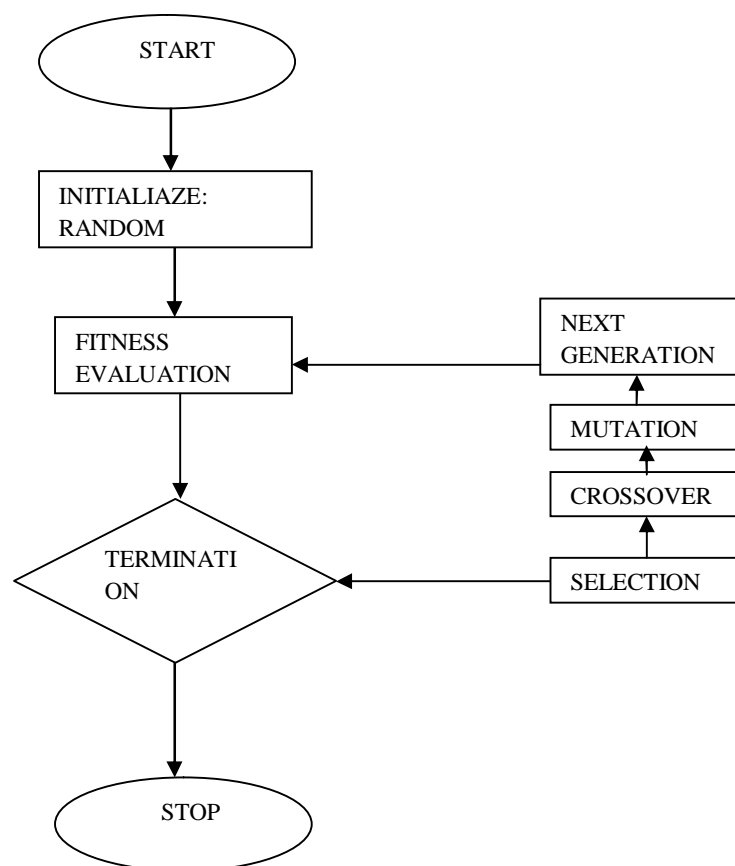 START
INITIALIAZE:
RANDOM
FITNESS
EVALUATION
NEXT
GENERATION
MUTATION
CROSSOVER
SELECTION
TERMINATI
ON
STOP